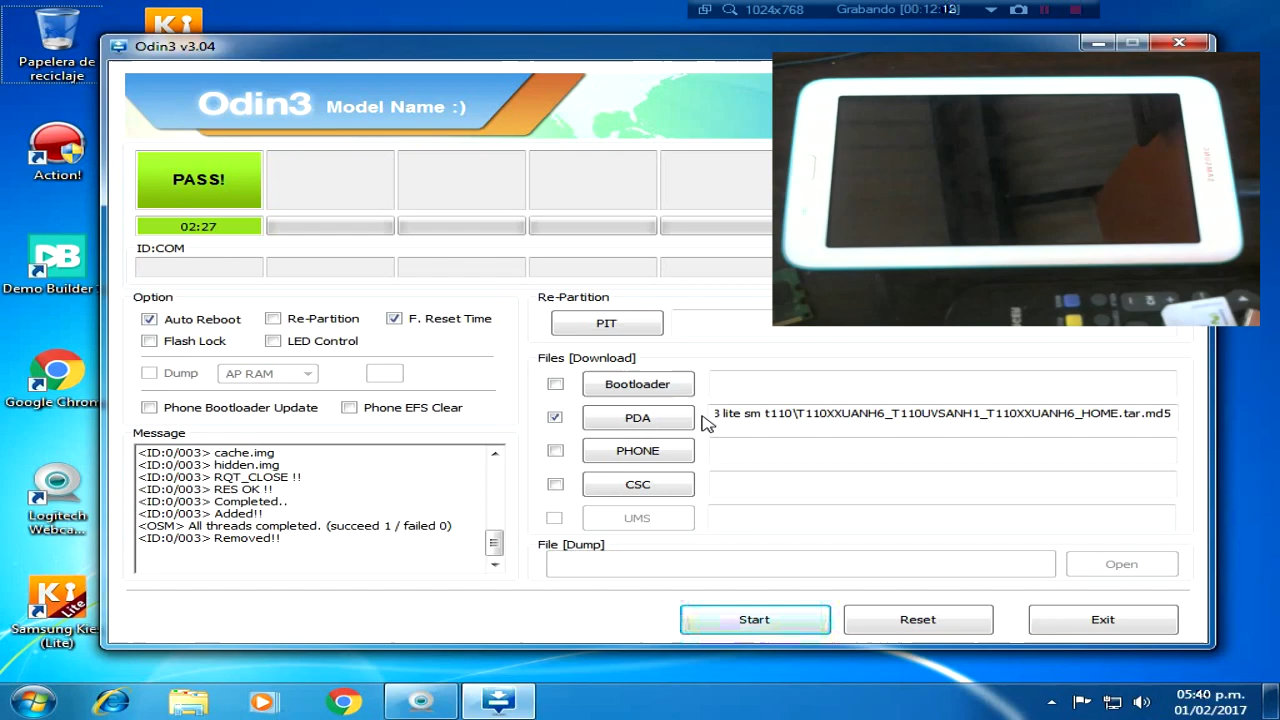 1024x768
Grabando [00:12:13]
Papelera de
reciclaje
Odin3 v3.04
Odin3 Model Name :)
PASS!
02:27
ID:COM
Option
Auto Reboot
Re-Partition
F. Reset Time
Flash Lock
LED Control
Dump
AP RAM
Phone Bootloader Update
Phone EFS Clear
Message
<ID:0/003> cache.img
<ID:0/003> hidden.img
<ID:0/003> RQT_CLOSE !!
<ID:0/003> RES OK !!
<ID:0/003> Completed..
<ID:0/003> Added!!
<OSM> All threads completed. (succeed 1 / failed 0)
<ID:0/003> Removed!!
Re-Partition
PIT
Files [Download]
Bootloader
PDA
3 lite sm t110\T110XXUANH6_T110UVSANH1_T110XXUANH6_HOME.tar.md5
PHONE
CSC
UMS
File [Dump]
Open
Start
Reset
Exit
SAMSUNG
Action!
DB
Demo Builder
Google Chrom
Logitech
Webca...
Ki
Lite
Samsung Kie
(Lite)
05:40 p.m.
01/02/2017